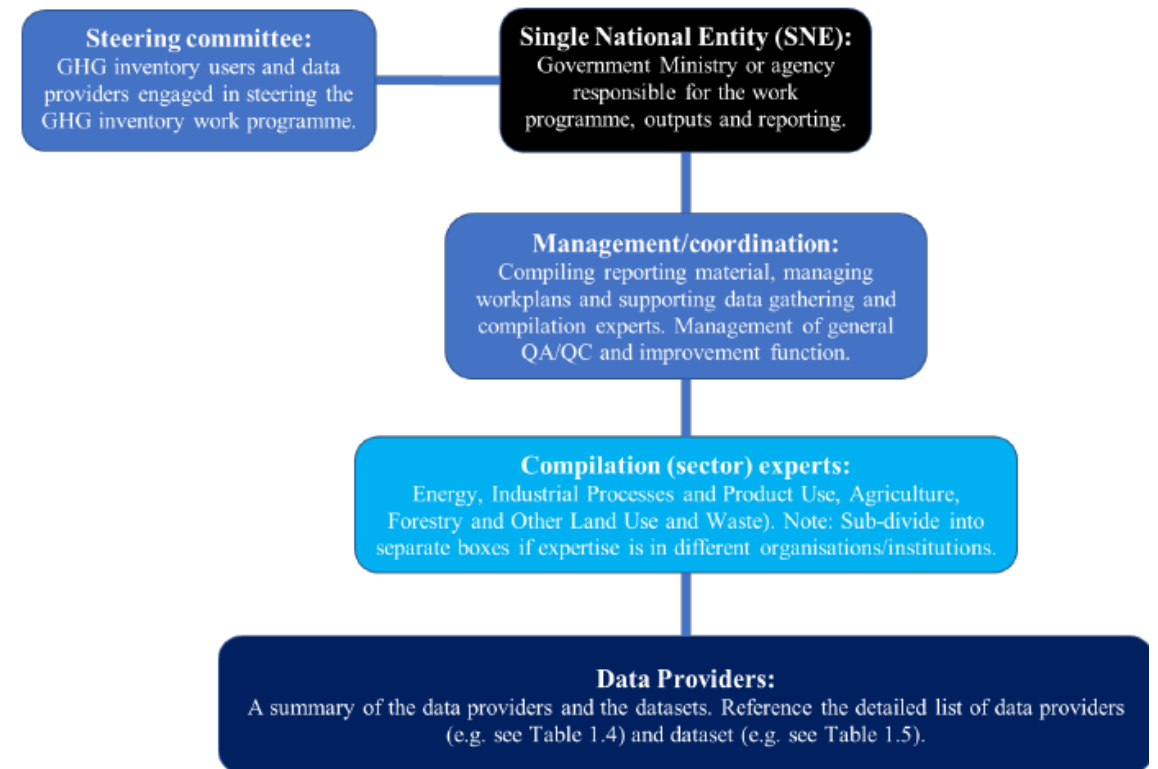 Steering committee:
GHG inventory users and data
providers engaged in steering the
GHG inventory work programme.
Single National Entity (SNE):
Government Ministry or agency
responsible for the work
programme, outputs and reporting.
Management/coordination:
Compiling reporting material, managing
workplans and supporting data gathering and
compilation experts. Management of general
QA/QC and improvement function.
Compilation (sector) experts:
Energy, Industrial Processes and Product Use, Agriculture,
Forestry and Other Land Use and Waste). Note: Sub-divide into
separate boxes if expertise is in different organisations/institutions.
Data Providers:
A summary of the data providers and the datasets. Reference the detailed list of data providers
(e.g. see Table 1.4) and dataset (e.g. see Table 1.5).